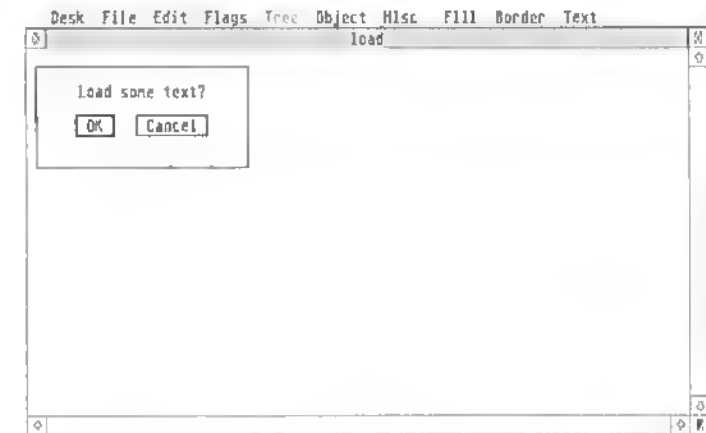 Desk File Edit Flags Tree Object Misc Fill Border Text
load
load some text?
OK Cancel